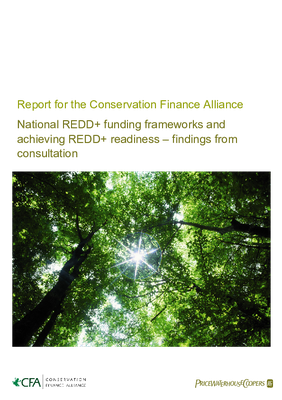 Report for the Conservation Finance Alliance
National REDD+ funding frameworks and
achieving REDD+ readiness – findings from
consultation
CFA
CONSERVATION
FINANCE ALLIANCE
PRICEWATERHOUSECOOPERS